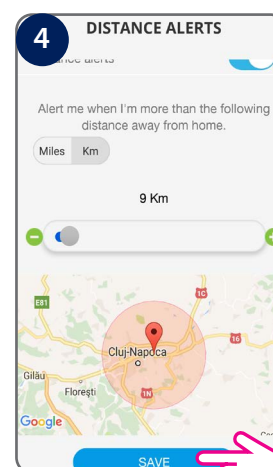 4
DISTANCE ALERTS
Alert me when I'm more than the following
distance away from home.
Miles Km
9 Km
1C
E81
16
Cluj-Napoca
Gilău
Florești
1N
Google
SAVE